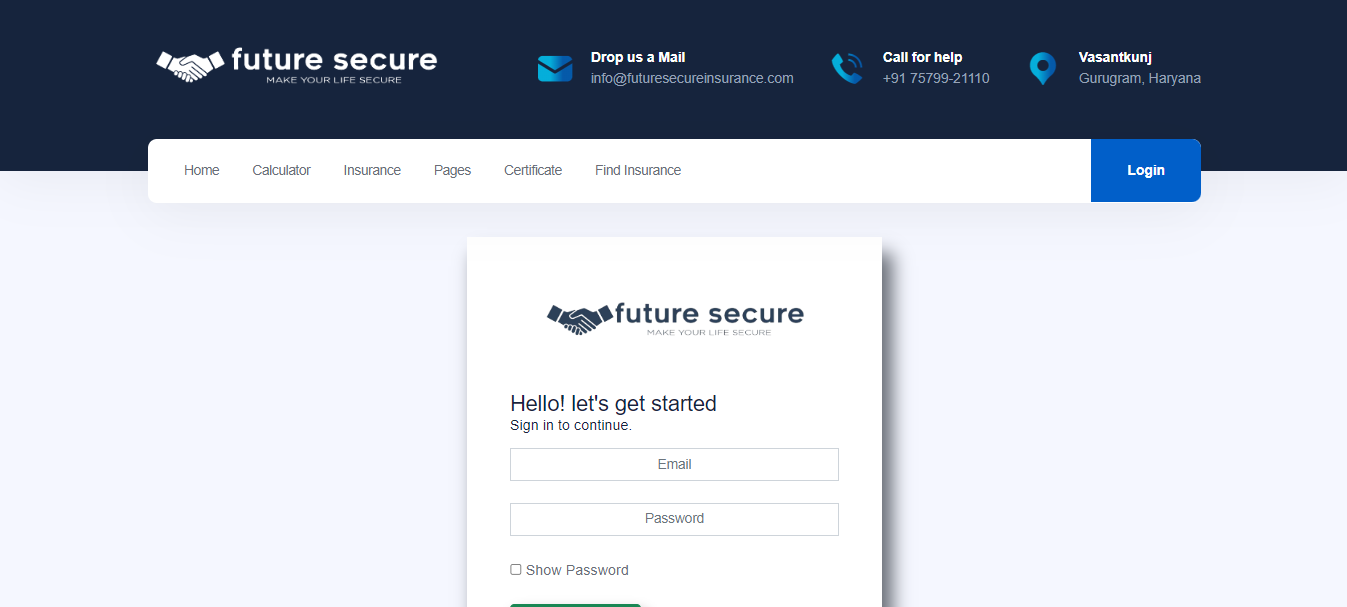 future secure
MAKE YOUR LIFE SECURE
Drop us a Mail
info@futuresecureinsurance.com
Call for help
+91 75799-21110
Vasantkunj
Gurugram, Haryana
Home Calculator Insurance Pages Certificate Find Insurance Login
future secure
MAKE YOUR LIFE SECURE
Hello! let's get started
Sign in to continue.
Email
Password
Show Password